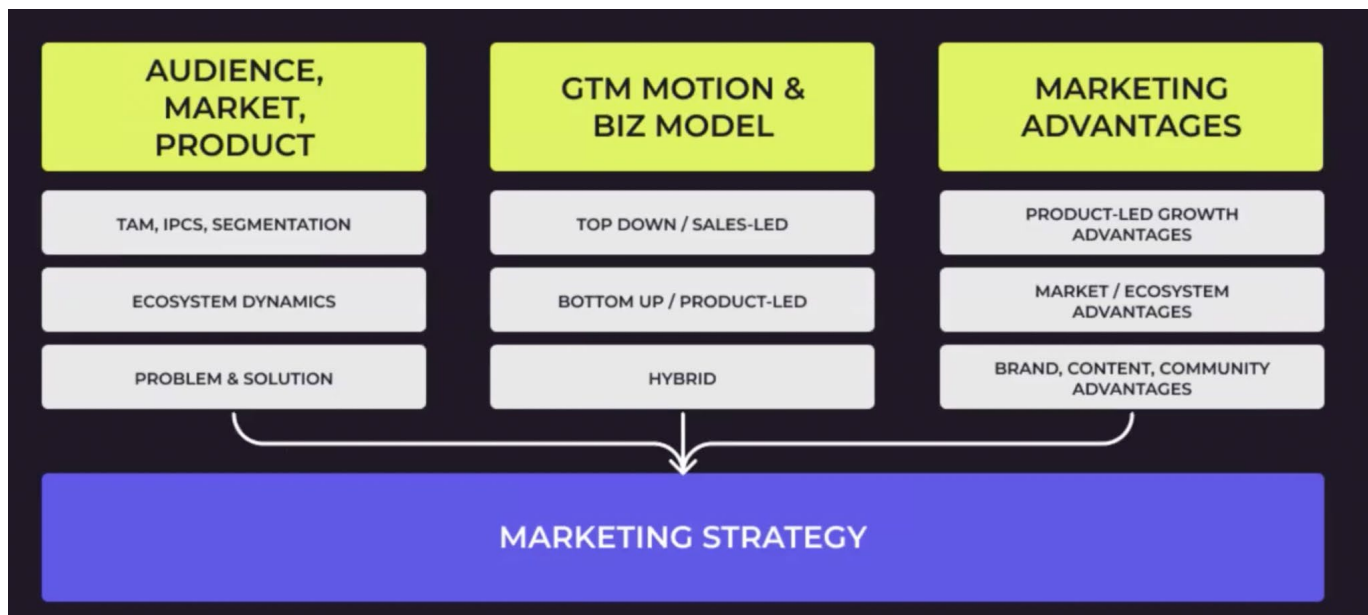 AUDIENCE,
MARKET,
PRODUCT
TAM, IPCS, SEGMENTATION
ECOSYSTEM DYNAMICS
PROBLEM & SOLUTION
GTM MOTION &
BIZ MODEL
TOP DOWN / SALES-LED
BOTTOM UP / PRODUCT-LED
HYBRID
MARKETING
ADVANTAGES
PRODUCT-LED GROWTH
ADVANTAGES
MARKET / ECOSYSTEM
ADVANTAGES
BRAND, CONTENT, COMMUNITY
ADVANTAGES
MARKETING STRATEGY